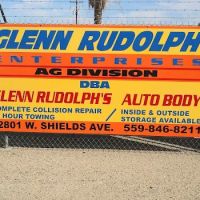 GLENN RUDOLPH
ENTERPRISES
AG DIVISION
DBA
GLENN RUDOLPH'S AUTO BODY
COMPLETE COLLISION REPAIR / INSIDE & OUTSIDE
HOUR TOWING / STORAGE AVAILABLE
2801 W. SHIELDS AVE. 559-846-8211